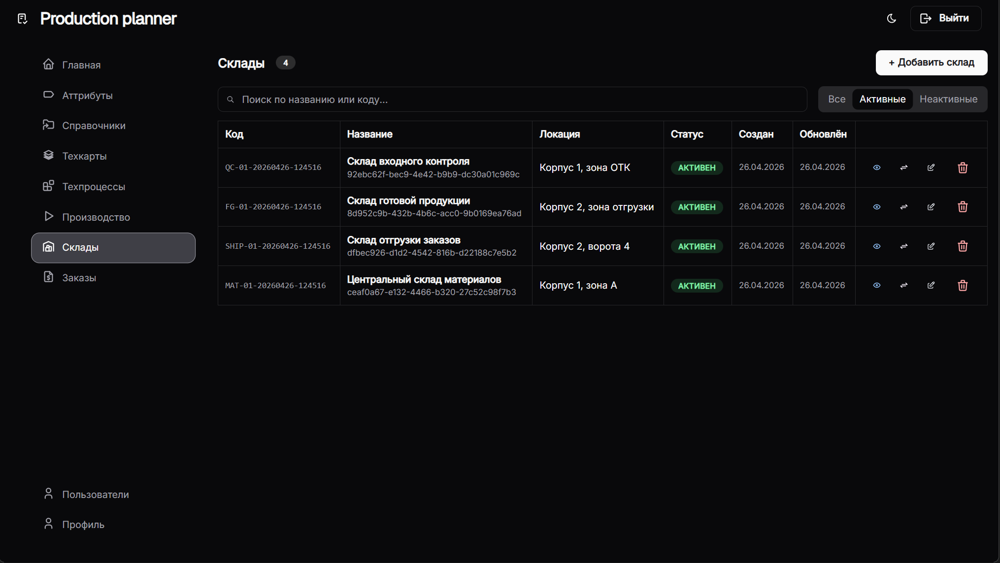 Production planner
Выйти
Главная
Аттрибуты
Справочники
Техкарты
Техпроцессы
Производство
Склады
Заказы
Пользователи
Профиль
Склады 4
+ Добавить склад
Поиск по названию или коду...
Все Активные Неактивные
Код Название Локация Статус Создан Обновлён
QC-01-20260426-124516 Склад входного контроля Корпус 1, зона ОТК АКТИВЕН 26.04.2026 26.04.2026
92ebc62f-bec9-4e42-b9b9-dc30a01c969c
FG-01-20260426-124516 Склад готовой продукции Корпус 2, зона отгрузки АКТИВЕН 26.04.2026 26.04.2026
8d952c9b-432b-4b6c-acc0-9b0169ea76ad
SHIP-01-20260426-124516 Склад отгрузки заказов Корпус 2, ворота 4 АКТИВЕН 26.04.2026 26.04.2026
dfbec926-d1d2-4542-816b-d22188c7e5b2
MAT-01-20260426-124516 Центральный склад материалов Корпус 1, зона А АКТИВЕН 26.04.2026 26.04.2026
ceaf0a67-e132-4466-b320-27c52c98f7b3